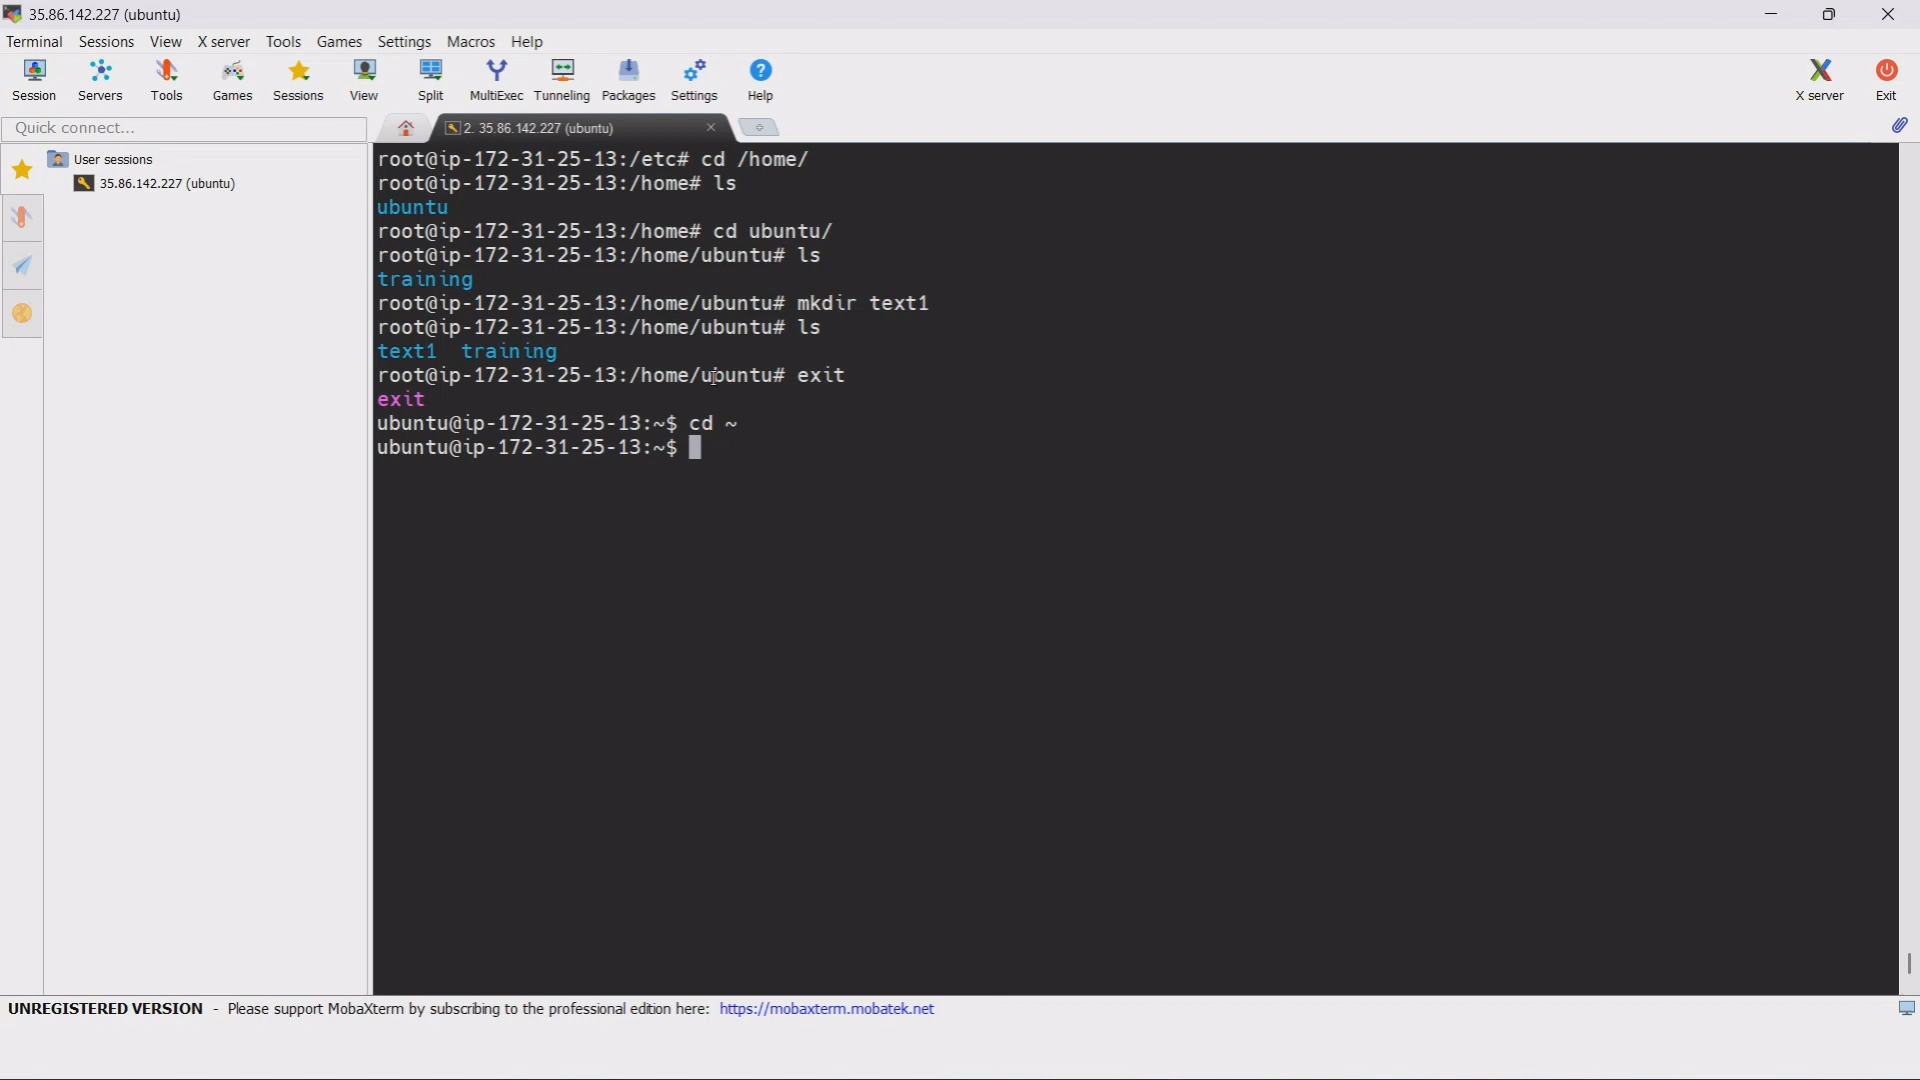 35.86.142.227 (ubuntu)
Terminal Sessions View X server Tools Games Settings Macros Help
Session Servers Tools Games Sessions View Split MultiExec Tunneling Packages Settings Help X server Exit
Quick connect...
2. 35.86.142.227 (ubuntu)
User sessions
35.86.142.227 (ubuntu)
root@ip-172-31-25-13:/etc# cd /home/
root@ip-172-31-25-13:/home# ls
ubuntu
root@ip-172-31-25-13:/home# cd ubuntu/
root@ip-172-31-25-13:/home/ubuntu# ls
training
root@ip-172-31-25-13:/home/ubuntu# mkdir text1
root@ip-172-31-25-13:/home/ubuntu# ls
text1 training
root@ip-172-31-25-13:/home/ubuntu# exit
exit
ubuntu@ip-172-31-25-13:~$ cd ~
ubuntu@ip-172-31-25-13:~$
UNREGISTERED VERSION - Please support MobaXterm by subscribing to the professional edition here: https://mobaxterm.mobatek.net